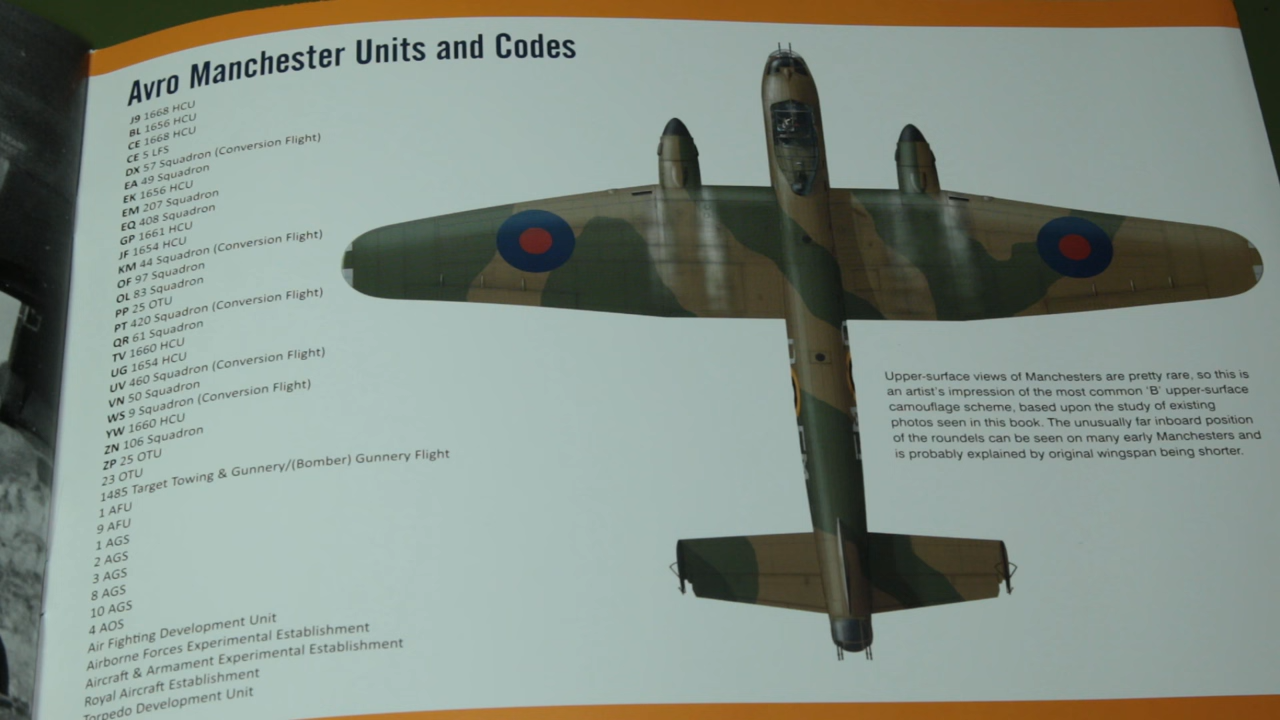 Avro Manchester Units and Codes
J9 1668 HCU
BL 1656 HCU
CE 1668 HCU
CE 5 LFS
DX 57 Squadron (Conversion Flight)
EA 49 Squadron
EK 1656 HCU
EM 207 Squadron
EQ 408 Squadron
GP 1661 HCU
JF 1654 HCU
KM 44 Squadron (Conversion Flight)
OF 97 Squadron
OL 83 Squadron
PP 25 OTU
PT 420 Squadron (Conversion Flight)
QR 61 Squadron
TV 1660 HCU
UG 1654 HCU
UV 460 Squadron (Conversion Flight)
VN 50 Squadron
WS 9 Squadron (Conversion Flight)
YW 1660 HCU
ZN 106 Squadron
ZP 25 OTU
23 OTU
1485 Target Towing & Gunnery/(Bomber) Gunnery Flight
1 AFU
9 AFU
1 AGS
2 AGS
3 AGS
8 AGS
10 AGS
4 AOS
Air Fighting Development Unit
Airborne Forces Experimental Establishment
Aircraft & Armament Experimental Establishment
Royal Aircraft Establishment
Torpedo Development Unit
Upper-surface views of Manchesters are pretty rare, so this is
an artist's impression of the most common 'B' upper-surface
camouflage scheme, based upon the study of existing
photos seen in this book. The unusually far inboard position
of the roundels can be seen on many early Manchesters and
is probably explained by original wingspan being shorter.